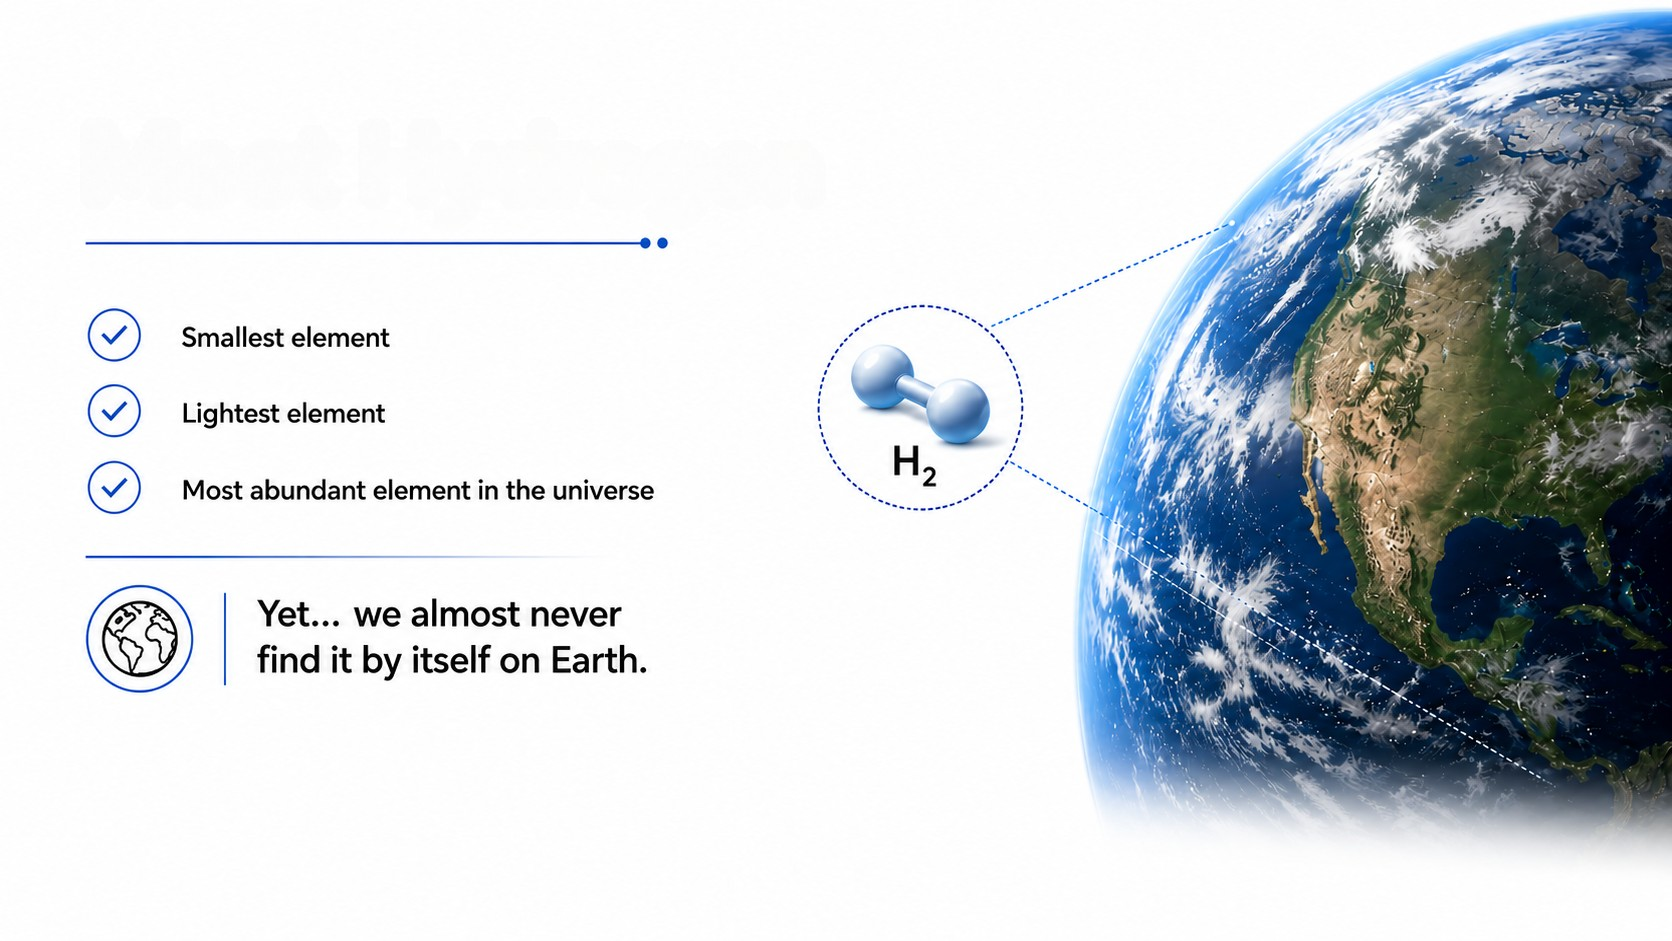 Smallest element
Lightest element
Most abundant element in the universe
Yet... we almost never
find it by itself on Earth.
H2